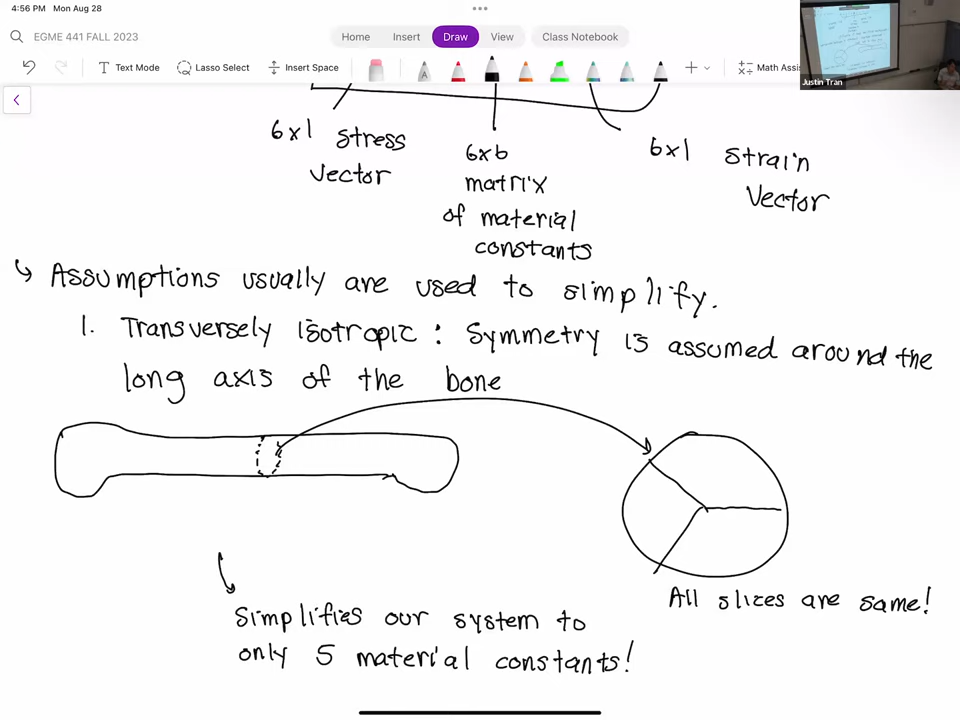 4:56 PM Mon Aug 28
EGME 441 FALL 2023
Home Insert Draw View Class Notebook
Text Mode Lasso Select Insert Space Math Assis
Justin Tran
6x1 stress
vector
6x6
matrix
of material
constants
6x1 strain
vector
Assumptions usually are used to simplify.
1. Transversely isotropic : Symmetry is assumed around the
long axis of the bone
All slices are same!
Simplifies our system to
only 5 material constants!